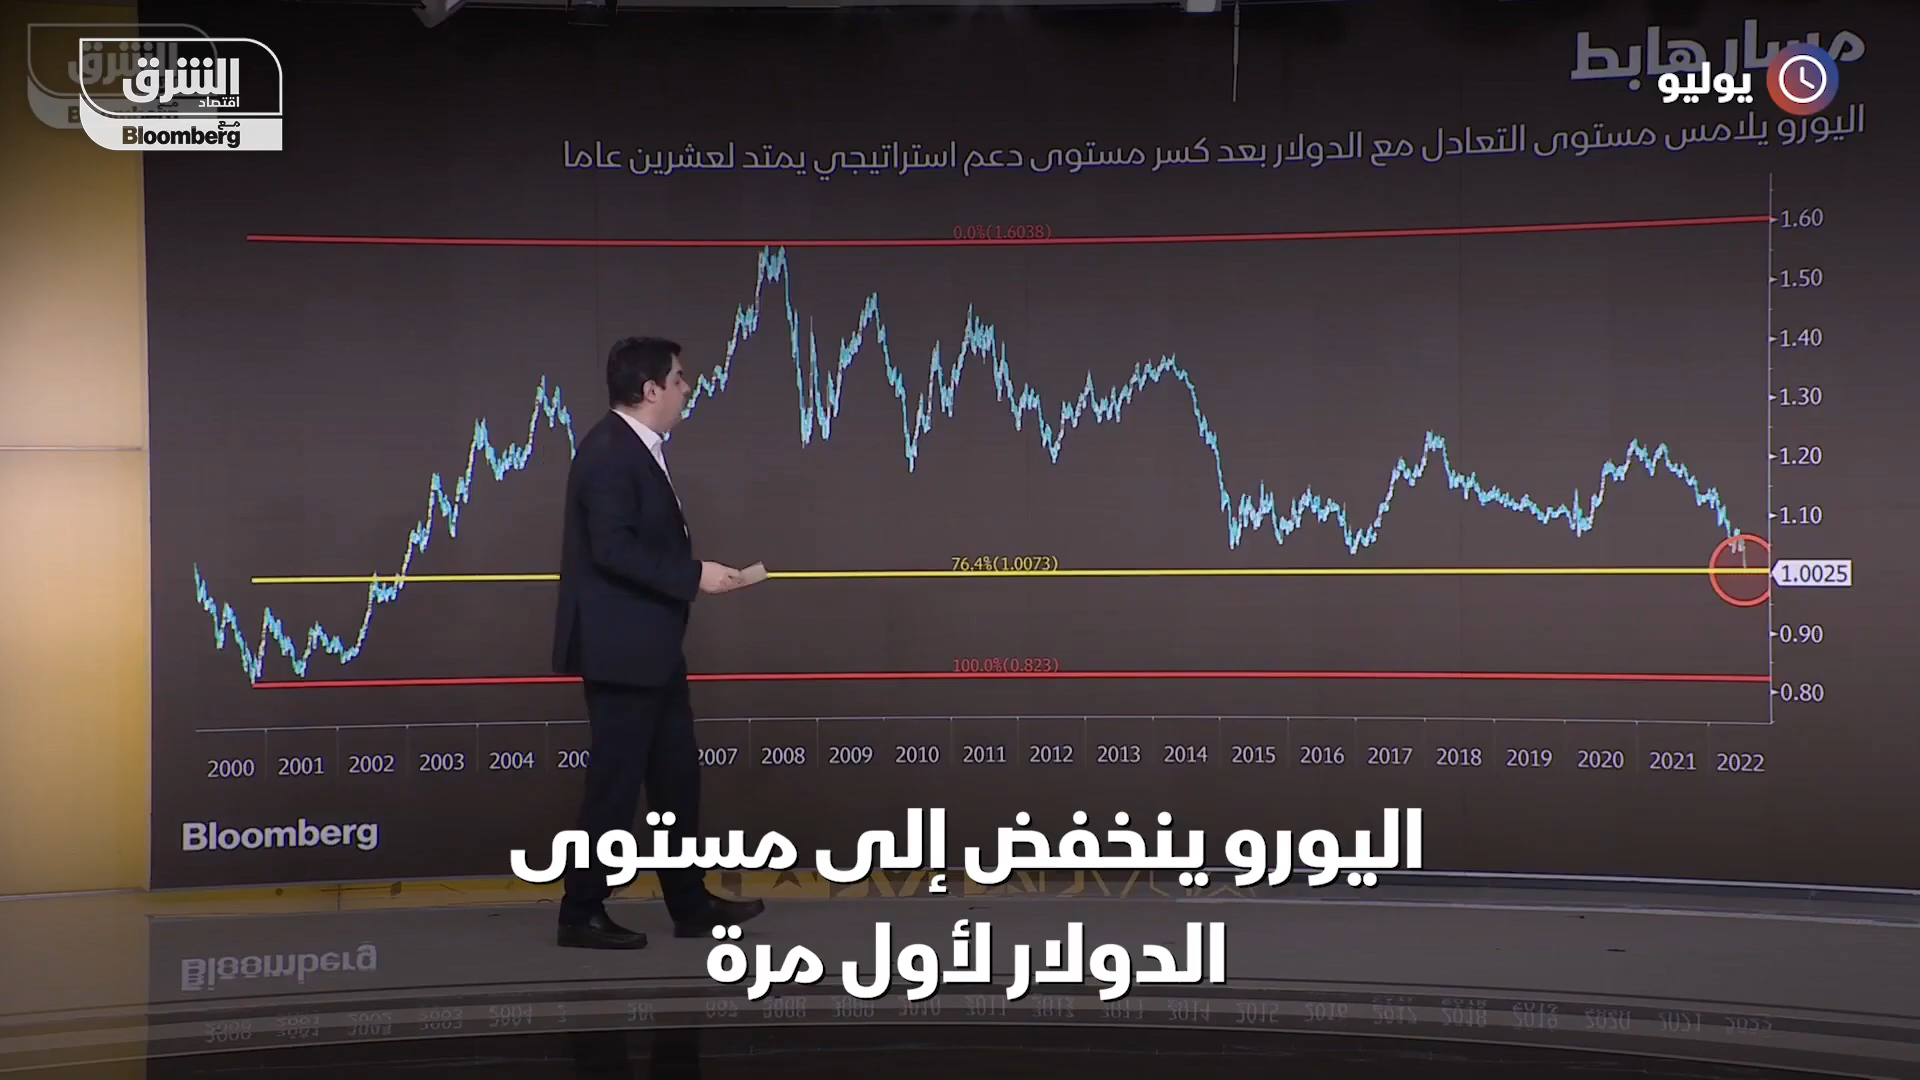 الشرق
اقتصاد
مع
Bloomberg
مسار هابط
يوليو
اليورو يلامس مستوى التعادل مع الدولار بعد كسر مستوى دعم استراتيجي يمتد لعشرين عاما
0.0%(1.6038)
76.4%(1.0073)
100.0%(0.823)
1.60
1.50
1.40
1.30
1.20
1.10
1.0025
0.90
0.80
2000 2001 2002 2003 2004 2007 2008 2009 2010 2011 2012 2013 2014 2015 2016 2017 2018 2019 2020 2021 2022
Bloomberg
اليورو ينخفض إلى مستوى
الدولار لأول مرة